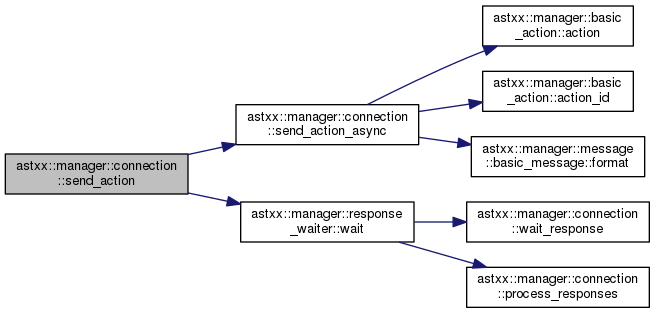 astxx::manager::connection
::send_action
astxx::manager::connection
::send_action_async
astxx::manager::basic
_action::action
astxx::manager::basic
_action::action_id
astxx::manager::message
::basic_message::format
astxx::manager::response
_waiter::wait
astxx::manager::connection
::wait_response
astxx::manager::connection
::process_responses